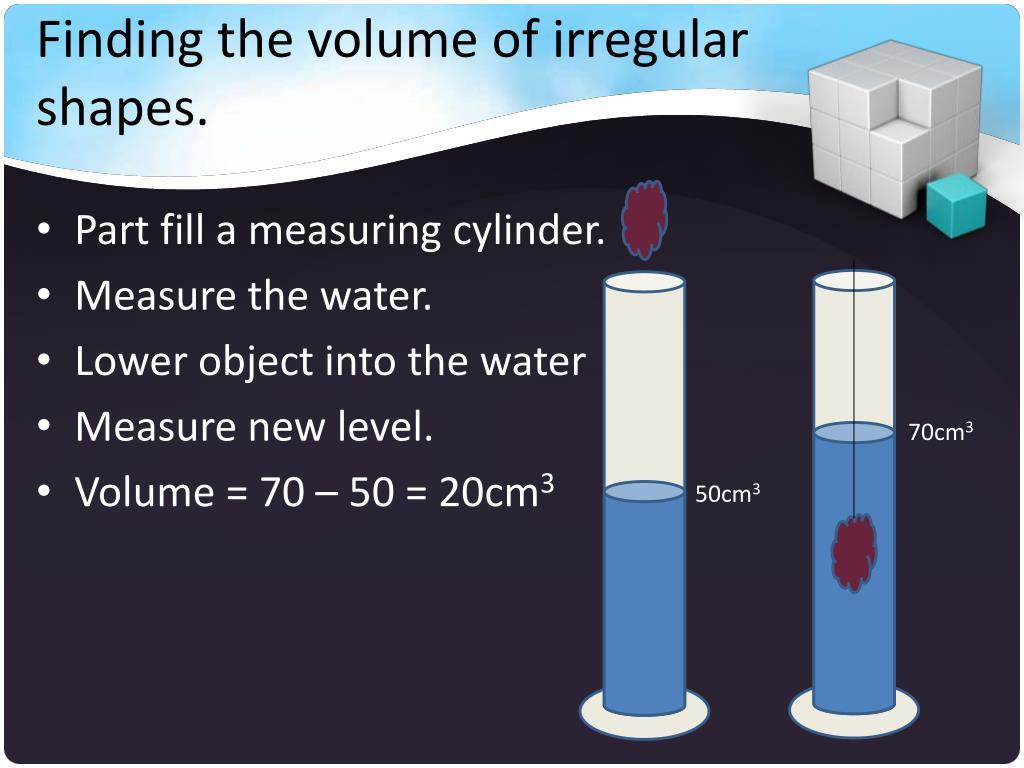 Finding the volume of irregular
shapes.
• Part fill a measuring cylinder.
• Measure the water.
• Lower object into the water
• Measure new level.
• Volume = 70 – 50 = 20cm³
70cm³
50cm³